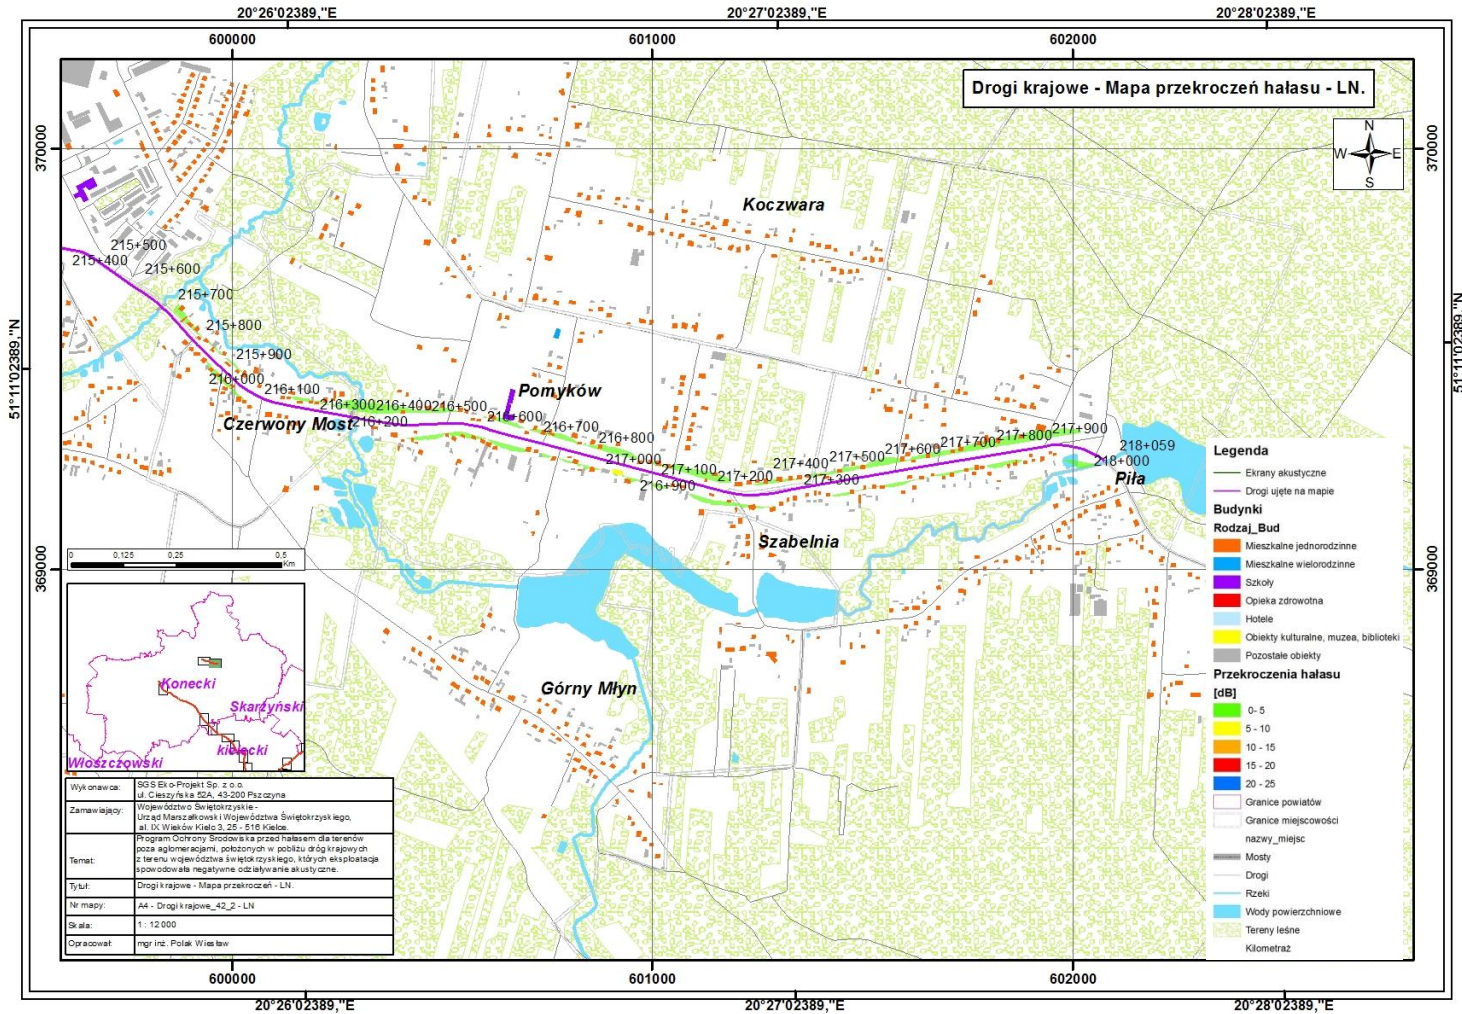 20°26'02389,"E
20°27'02389,"E
20°28'02389,"E
600000
601000
602000
Drogi krajowe - Mapa przekroczeń hałasu - LN.
370000
370000
N
W
E
S
Koczwara
215+500
215+400
215+600
215+700
215+800
215+900
216+000
216+100
216+300
216+400
216+500
216+200
Pomyków
216+600
216+700
216+800
Czerwony Most
217+000
217+100
216+900
217+200
217+400
217+300
217+500
217+600
217+700
217+800
217+900
218+059
218+000
Piła
Szabelnia
Górny Młyn
51°11'02389,"N
51°11'02389,"N
369000
369000
0
0,125
0,25
0,5
Km
Konecki
Skarżyński
kielecki
Włoszczowski
Legenda
Ekrany akustyczne
Drogi ujęte na mapie
Budynki
Rodzaj_Bud
Mieszkalne jednorodzinne
Mieszkalne wielorodzinne
Szkoły
Opieka zdrowotna
Hotele
Obiekty kulturalne, muzea, biblioteki
Pozostałe obiekty
Przekroczenia hałasu
[dB]
0- 5
5 - 10
10 - 15
15 - 20
20 - 25
Granice powiatów
Granice miejscowości
nazwy_miejsc
Mosty
Drogi
Rzeki
Wody powierzchniowe
Tereny leśne
Kilometraż
Wykonawca:
SGS Eko-Projekt Sp. z o.o.
ul. Cieszyńska 52A, 43-200 Pszczyna
Zamawiający:
Województwo Świętokrzyskie -
Urząd Marszałkowski Województwa Świętokrzyskiego,
al. IX Wieków Kielc 3, 25 - 516 Kielce.
Temat:
Program Ochrony Środowiska przed hałasem dla terenów
poza aglomeracjami, położonych w pobliżu dróg krajowych
z terenu województwa świętokrzyskiego, których eksploatacja
spowodowała negatywne odziaływanie akustyczne.
Tytuł:
Drogi krajowe - Mapa przekroczeń - LN.
Nr mapy:
A4 - Drogi krajowe_42_2 - LN
Skala:
1 : 12 000
Opracował:
mgr inż. Polak Wiesław
600000
601000
602000
20°26'02389,"E
20°27'02389,"E
20°28'02389,"E